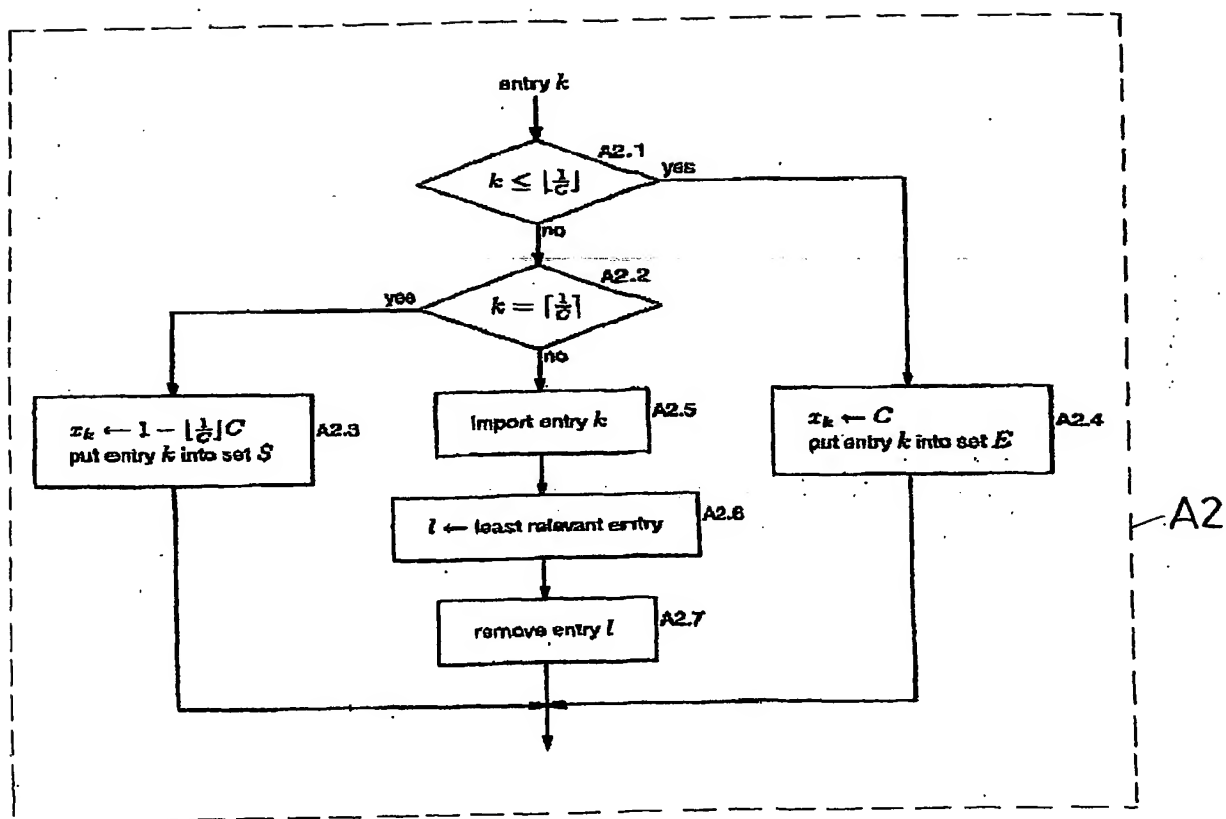 entry k
A2.1
k ≤ ⌊1/C⌋
yes
no
A2.2
k = ⌈1/C⌉
yes
no
x_k ← 1 − ⌊1/C⌋C
put entry k into set S
A2.3
import entry k
A2.5
x_k ← C
put entry k into set E
A2.4
l ← least relevant entry
A2.6
A2
remove entry l
A2.7